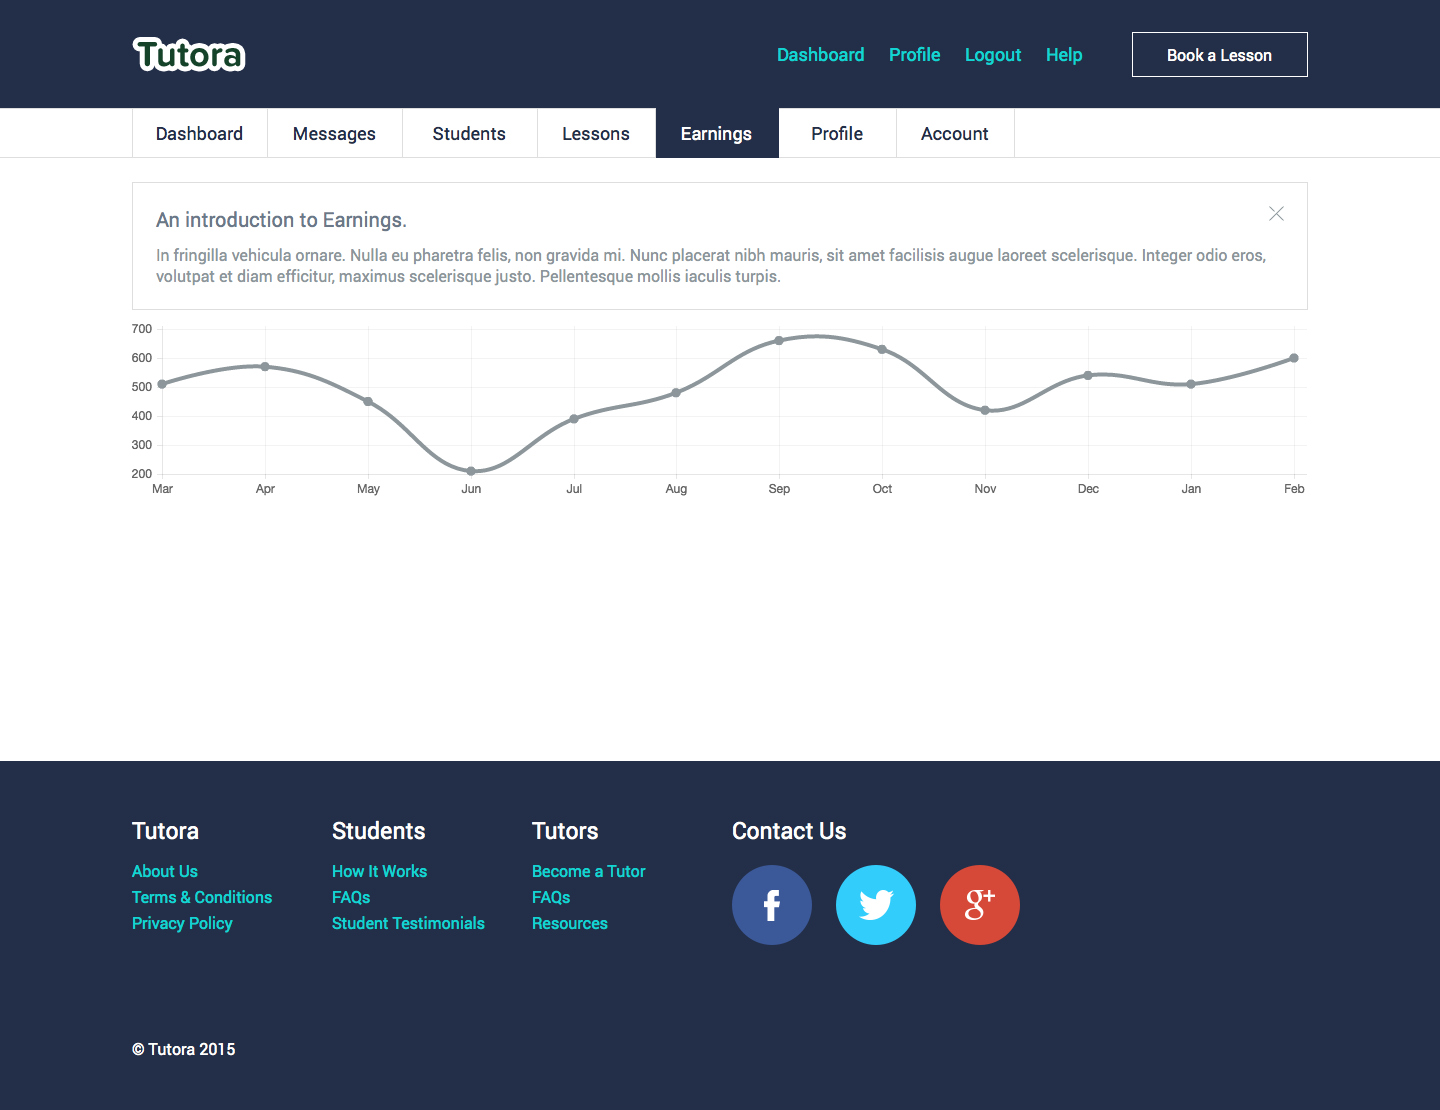 Tutora
Dashboard Profile Logout Help Book a Lesson
Dashboard Messages Students Lessons Earnings Profile Account
An introduction to Earnings.
In fringilla vehicula ornare. Nulla eu pharetra felis, non gravida mi. Nunc placerat nibh mauris, sit amet facilisis augue laoreet scelerisque. Integer odio eros,
volutpat et diam efficitur, maximus scelerisque justo. Pellentesque mollis iaculis turpis.
700
600
500
400
300
200
Mar Apr May Jun Jul Aug Sep Oct Nov Dec Jan Feb
Tutora
About Us
Terms & Conditions
Privacy Policy
Students
How It Works
FAQs
Student Testimonials
Tutors
Become a Tutor
FAQs
Resources
Contact Us
f
g+
© Tutora 2015